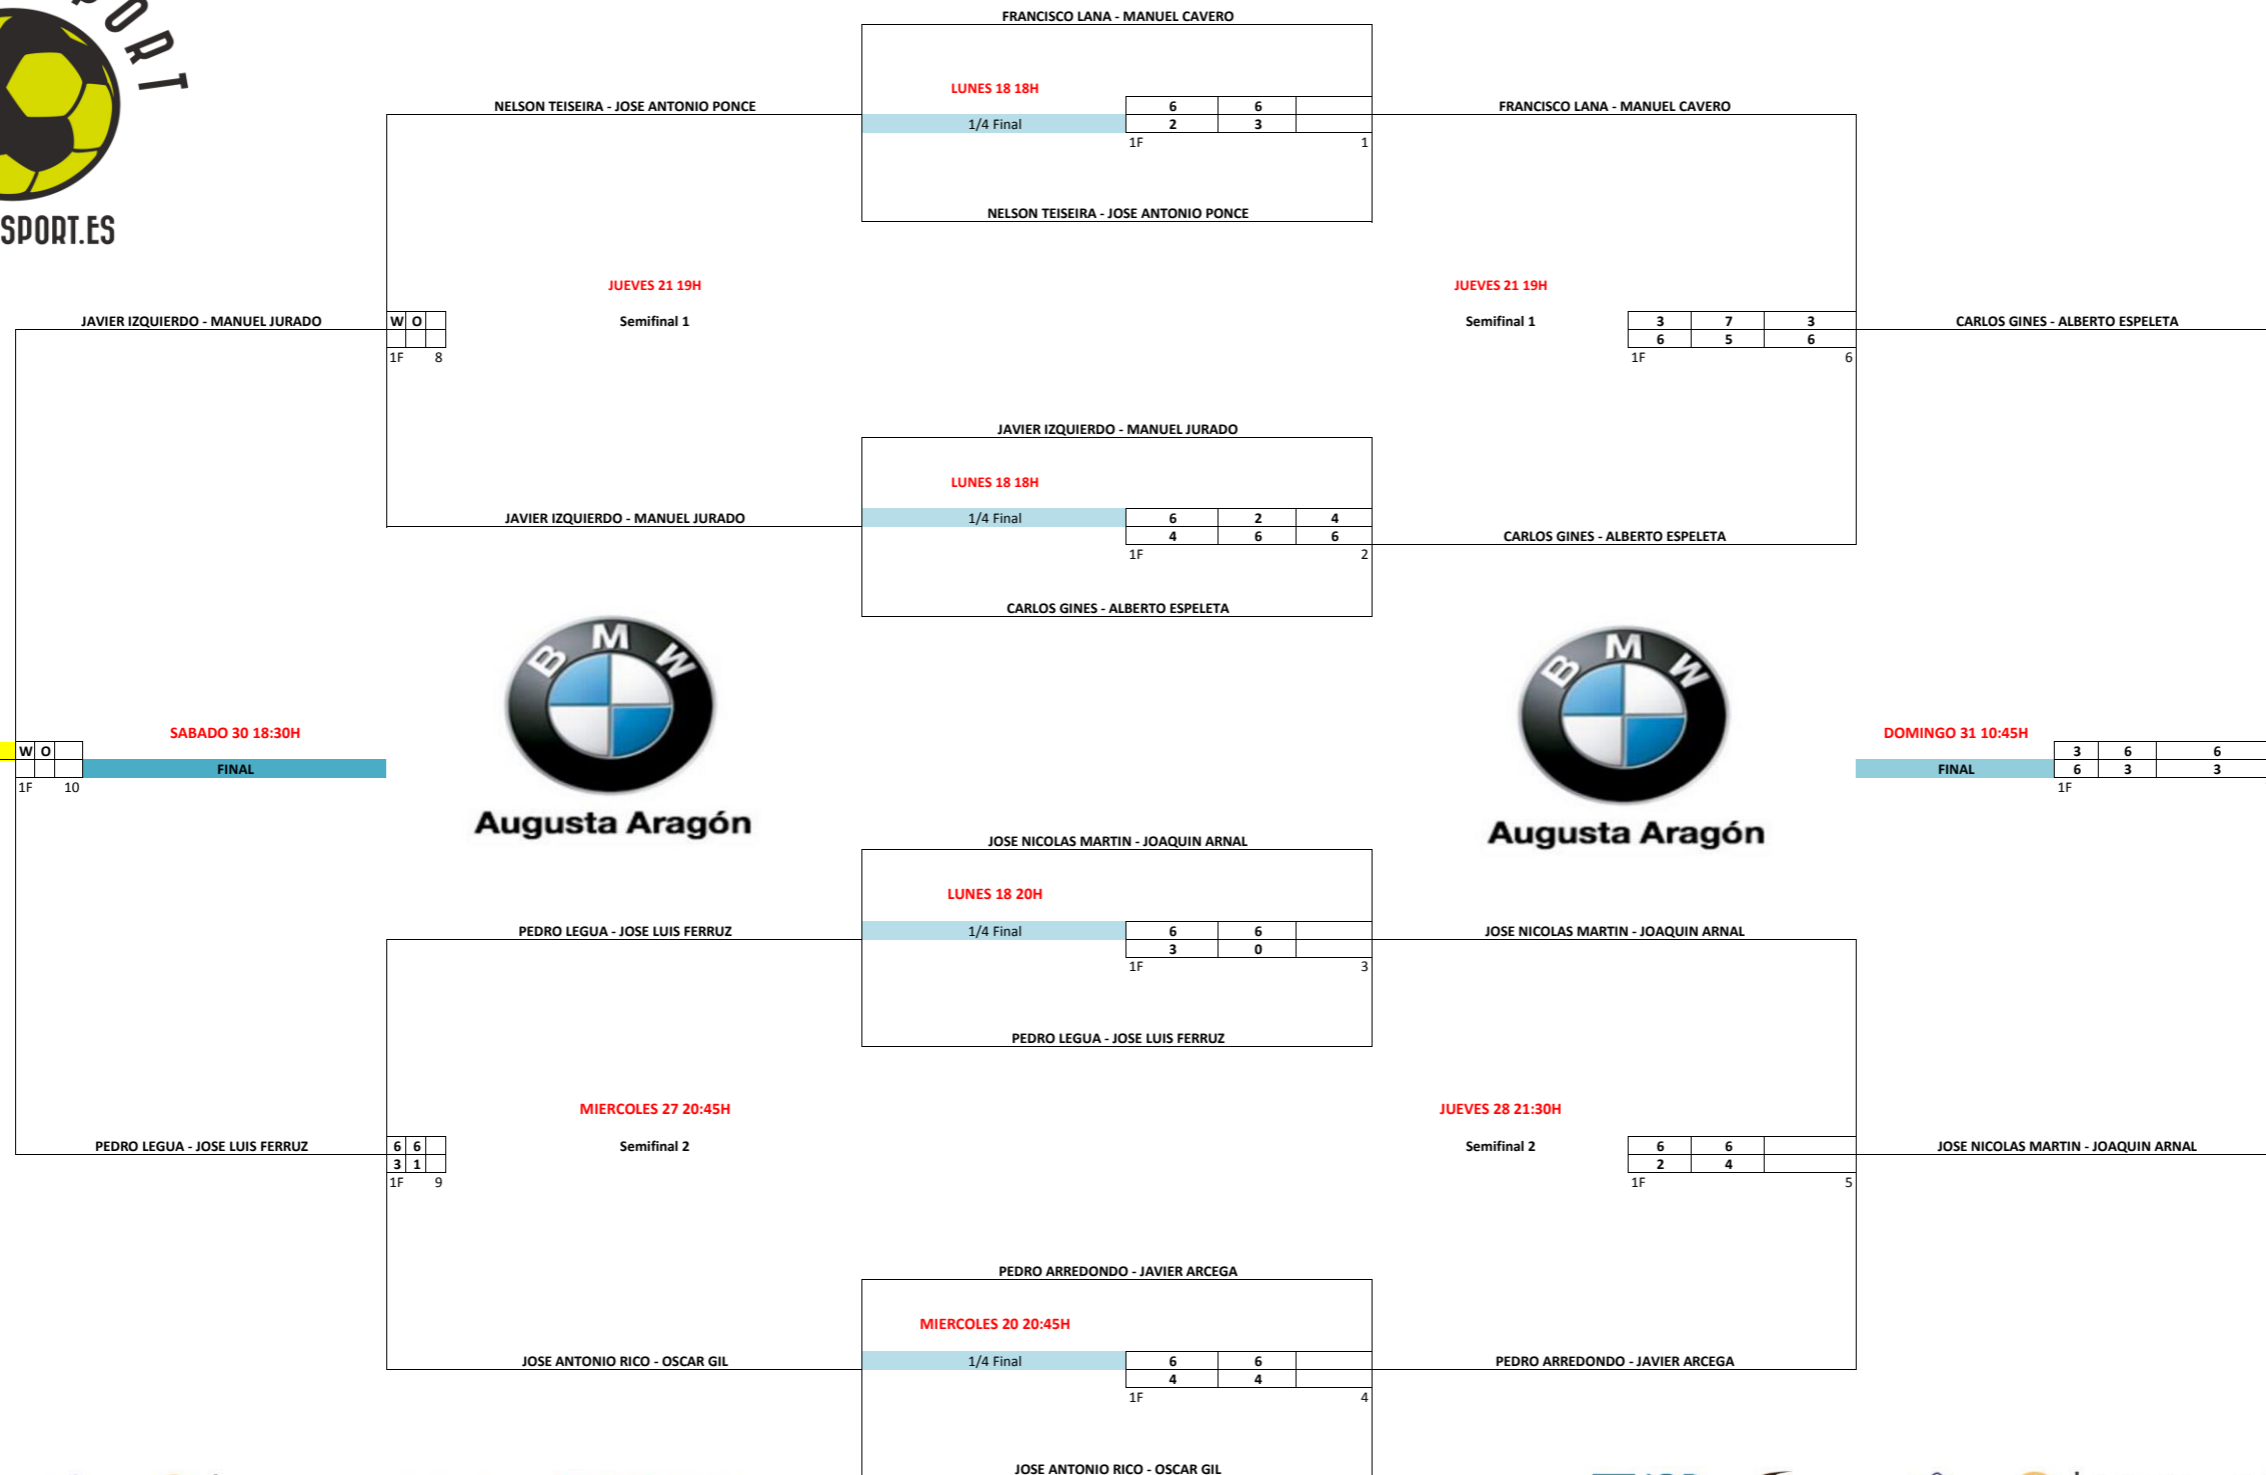 PORT
SPORT.ES
FRANCISCO LANA - MANUEL CAVERO
LUNES 18 18H
NELSON TEISEIRA - JOSE ANTONIO PONCE
6 6
FRANCISCO LANA - MANUEL CAVERO
1/4 Final
2 3
1F 1
NELSON TEISEIRA - JOSE ANTONIO PONCE
JUEVES 21 19H
JUEVES 21 19H
JAVIER IZQUIERDO - MANUEL JURADO
W O
Semifinal 1
Semifinal 1
3 7 3
CARLOS GINES - ALBERTO ESPELETA
6 5 6
1F 8
1F 6
JAVIER IZQUIERDO - MANUEL JURADO
LUNES 18 18H
JAVIER IZQUIERDO - MANUEL JURADO
1/4 Final
6 2 4
4 6 6
CARLOS GINES - ALBERTO ESPELETA
1F 2
CARLOS GINES - ALBERTO ESPELETA
BMW
Augusta Aragón
BMW
Augusta Aragón
SABADO 30 18:30H
W O
FINAL
1F 10
DOMINGO 31 10:45H
3 6 6
FINAL
6 3 3
1F
JOSE NICOLAS MARTIN - JOAQUIN ARNAL
LUNES 18 20H
PEDRO LEGUA - JOSE LUIS FERRUZ
1/4 Final
6 6
JOSE NICOLAS MARTIN - JOAQUIN ARNAL
3 0
1F 3
PEDRO LEGUA - JOSE LUIS FERRUZ
MIERCOLES 27 20:45H
JUEVES 28 21:30H
PEDRO LEGUA - JOSE LUIS FERRUZ
6 6
Semifinal 2
Semifinal 2
6 6
JOSE NICOLAS MARTIN - JOAQUIN ARNAL
3 1
2 4
1F 9
1F 5
PEDRO ARREDONDO - JAVIER ARCEGA
MIERCOLES 20 20:45H
JOSE ANTONIO RICO - OSCAR GIL
1/4 Final
6 6
PEDRO ARREDONDO - JAVIER ARCEGA
4 4
1F 4
JOSE ANTONIO RICO - OSCAR GIL